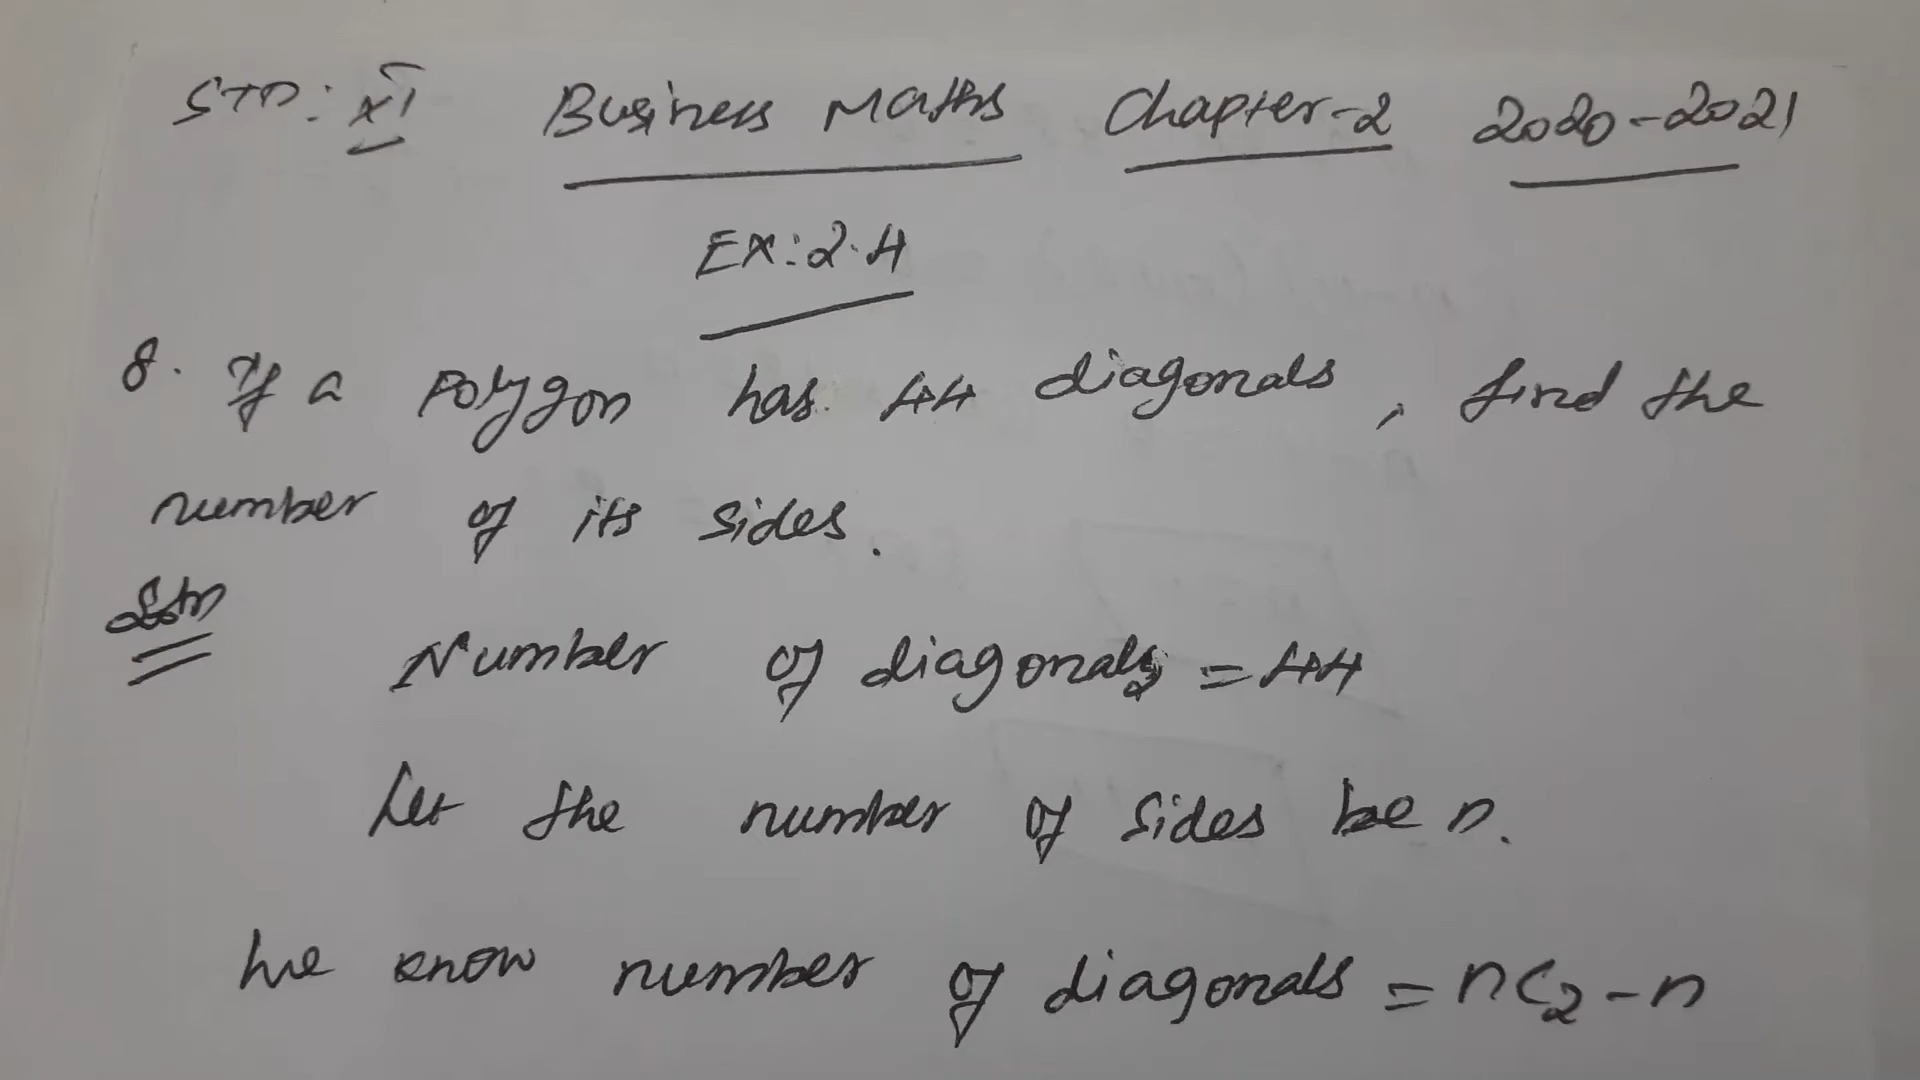 STD: XI Business Maths Chapter-2 2020-2021
EX: 2.4
8. If a Polygon has 44 diagonals, find the
number of its sides.
Soln
Number of diagonals = 44
Let the number of sides be n.
We know number of diagonals = nC₂ - n